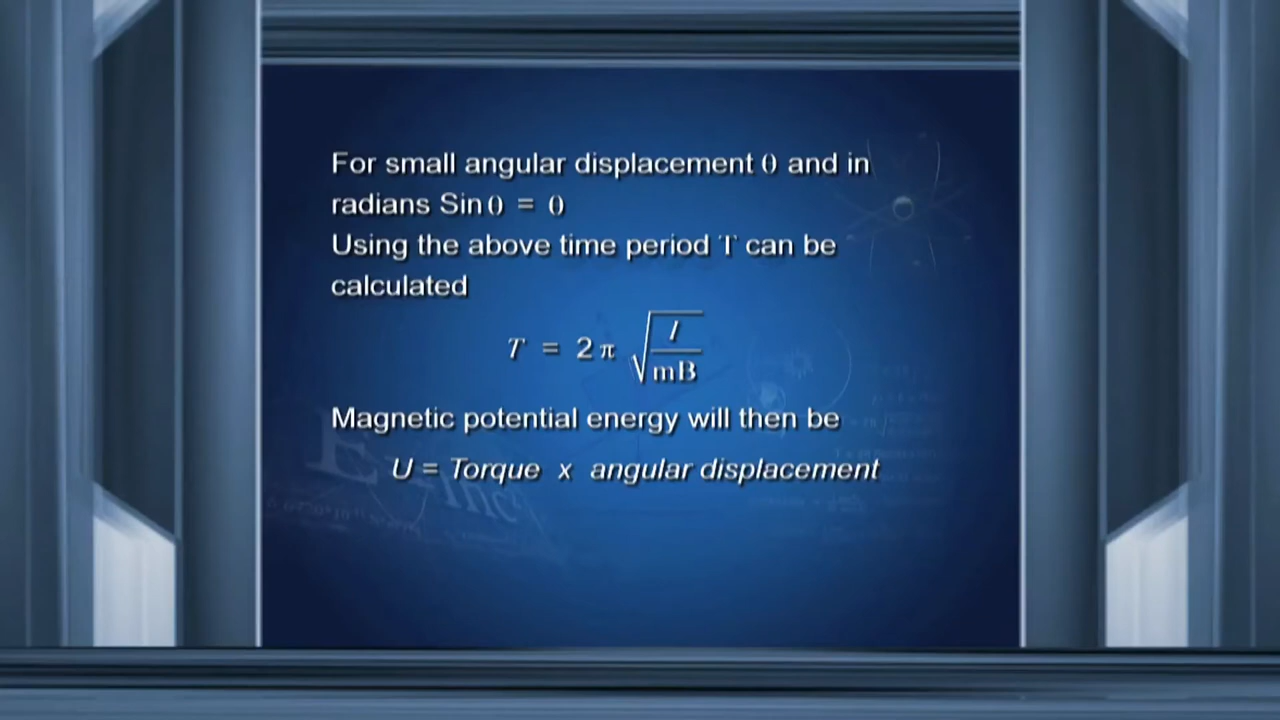 For small angular displacement θ and in
radians Sin θ = θ
Using the above time period T can be
calculated
T = 2 π √(I / mB)
Magnetic potential energy will then be
U = Torque x angular displacement